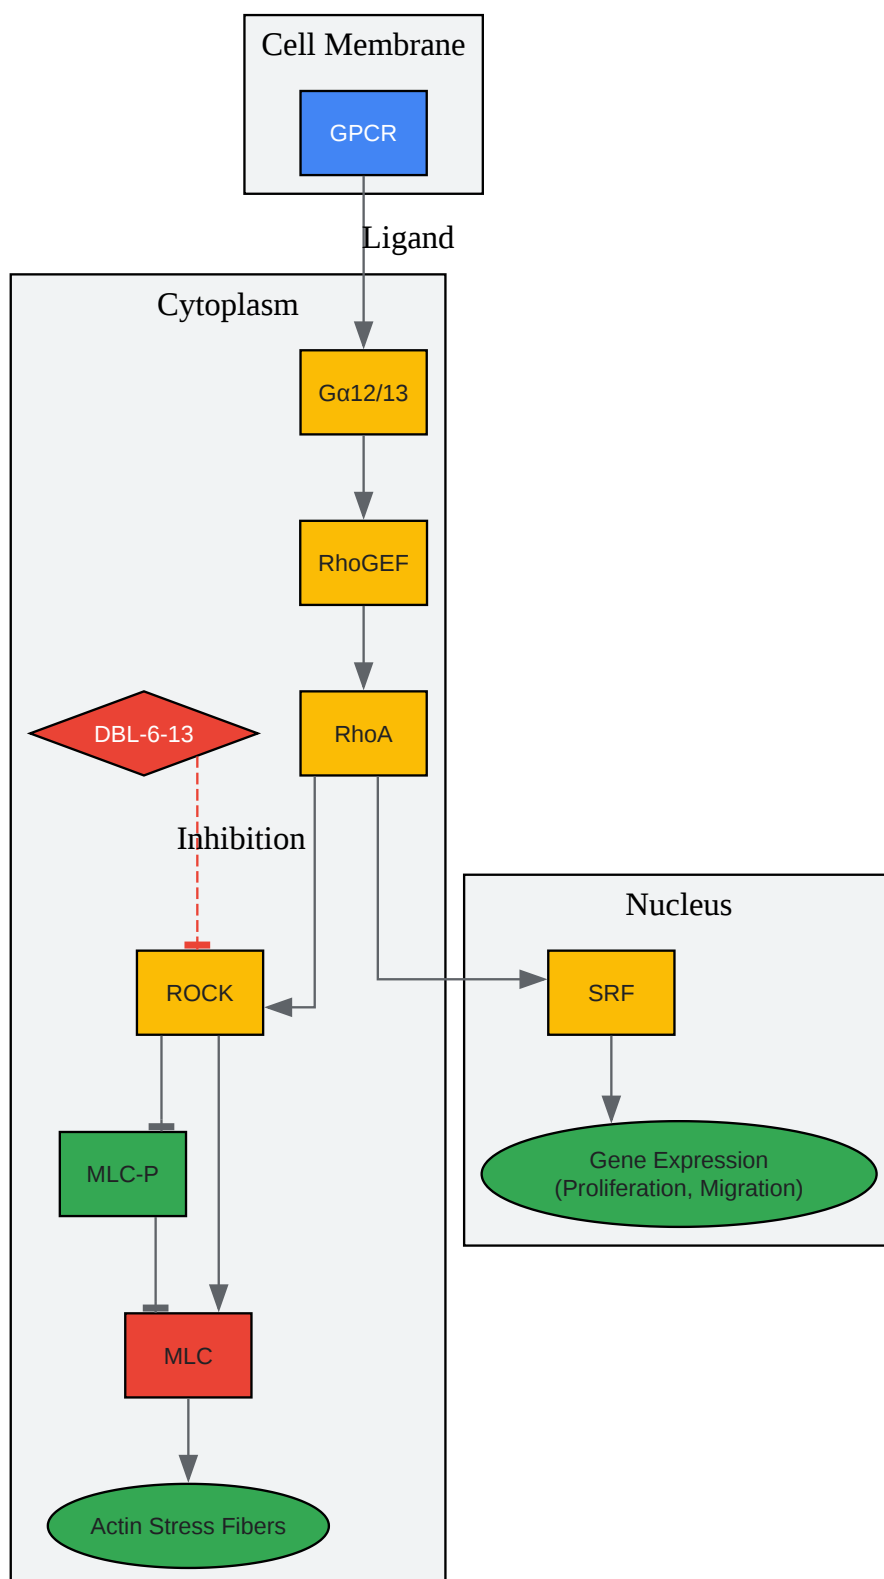 Cell Membrane
GPCR
Ligand
Cytoplasm
Gα12/13
RhoGEF
DBL-6-13
RhoA
Inhibition
Nucleus
ROCK
SRF
MLC-P
Gene Expression
(Proliferation, Migration)
MLC
Actin Stress Fibers